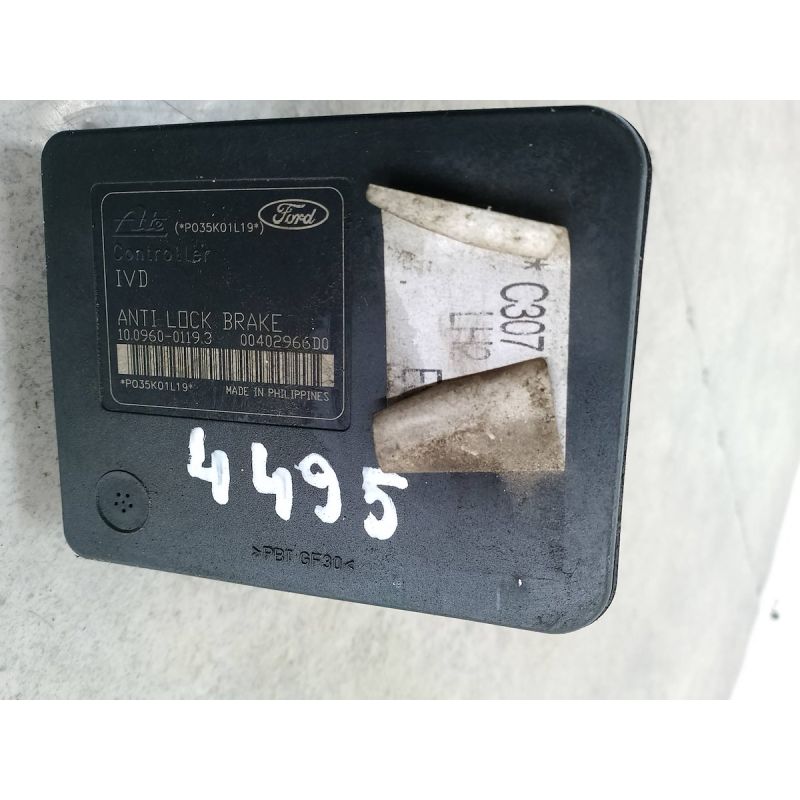 Ate (*P035K01L19*) Ford
Controller
IVD
ANTI LOCK BRAKE
10.0960-0119.3 00402966D0
*P035K01L19* MADE IN PHILIPPINES
* C307
LH2
4495
>PBT GF30<